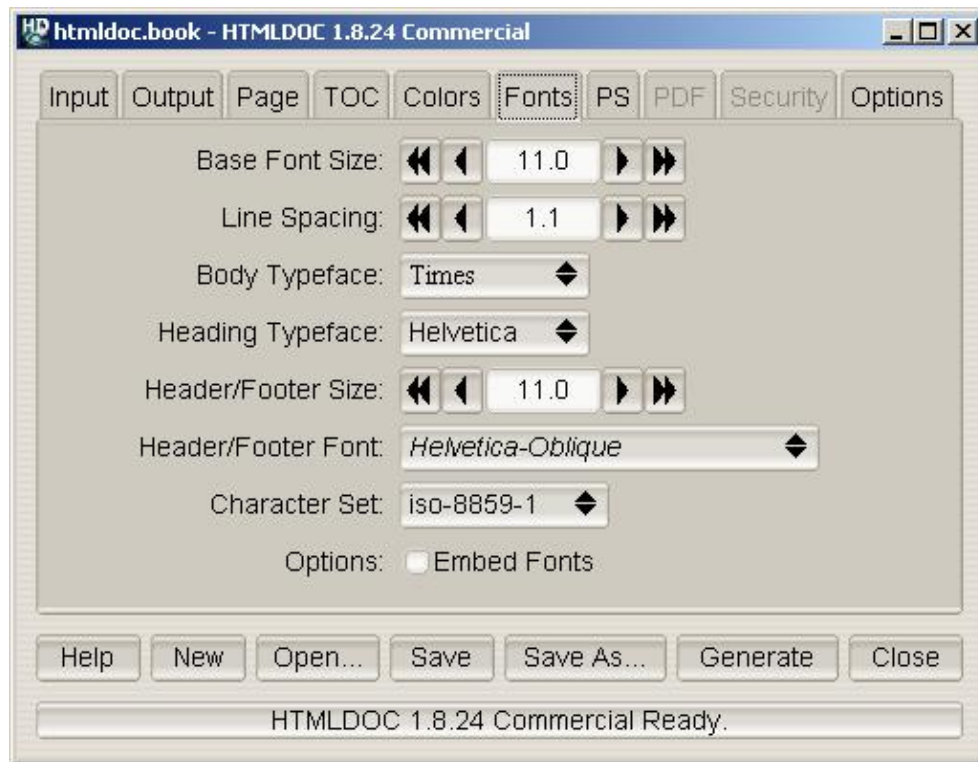 HD htmldoc.book - HTMLDOC 1.8.24 Commercial
Input Output Page TOC Colors Fonts PS PDF Security Options
Base Font Size: 11.0
Line Spacing: 1.1
Body Typeface: Times
Heading Typeface: Helvetica
Header/Footer Size: 11.0
Header/Footer Font: Helvetica-Oblique
Character Set: iso-8859-1
Options: Embed Fonts
Help New Open... Save Save As... Generate Close
HTMLDOC 1.8.24 Commercial Ready.